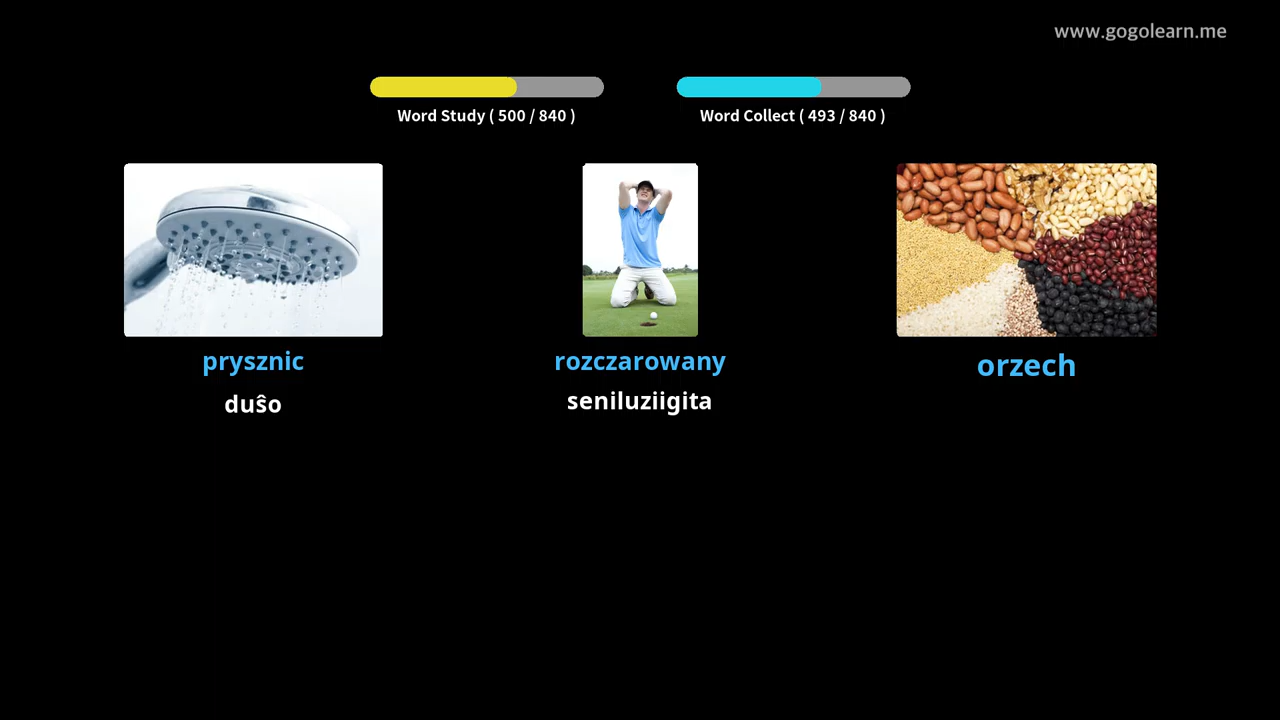 www.gogolearn.me
Word Study ( 500 / 840 )
Word Collect ( 493 / 840 )
prysznic
rozczarowany
orzech
duŝo
seniluziigita